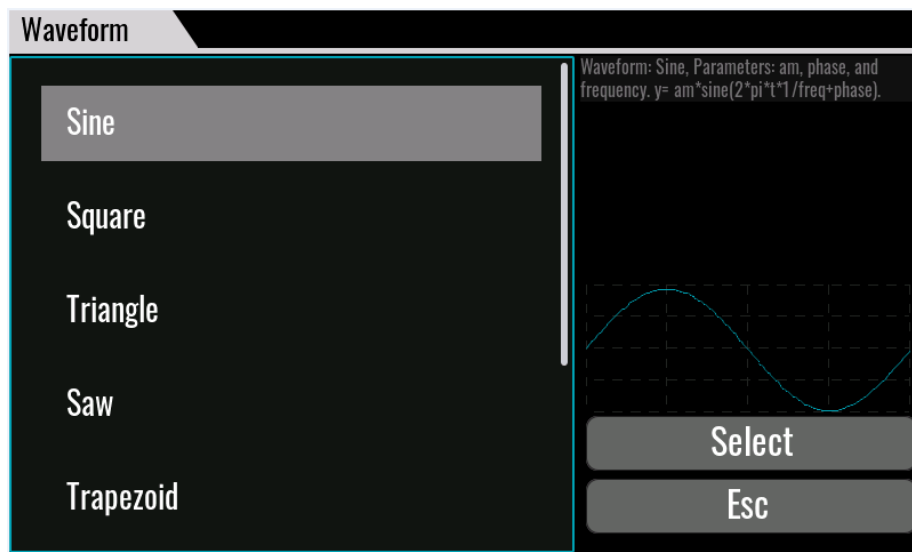 Waveform
Sine
Square
Triangle
Saw
Trapezoid
Waveform: Sine, Parameters: am, phase, and
frequency. y= am*sine(2*pi*t*1/freq+phase).
Select
Esc